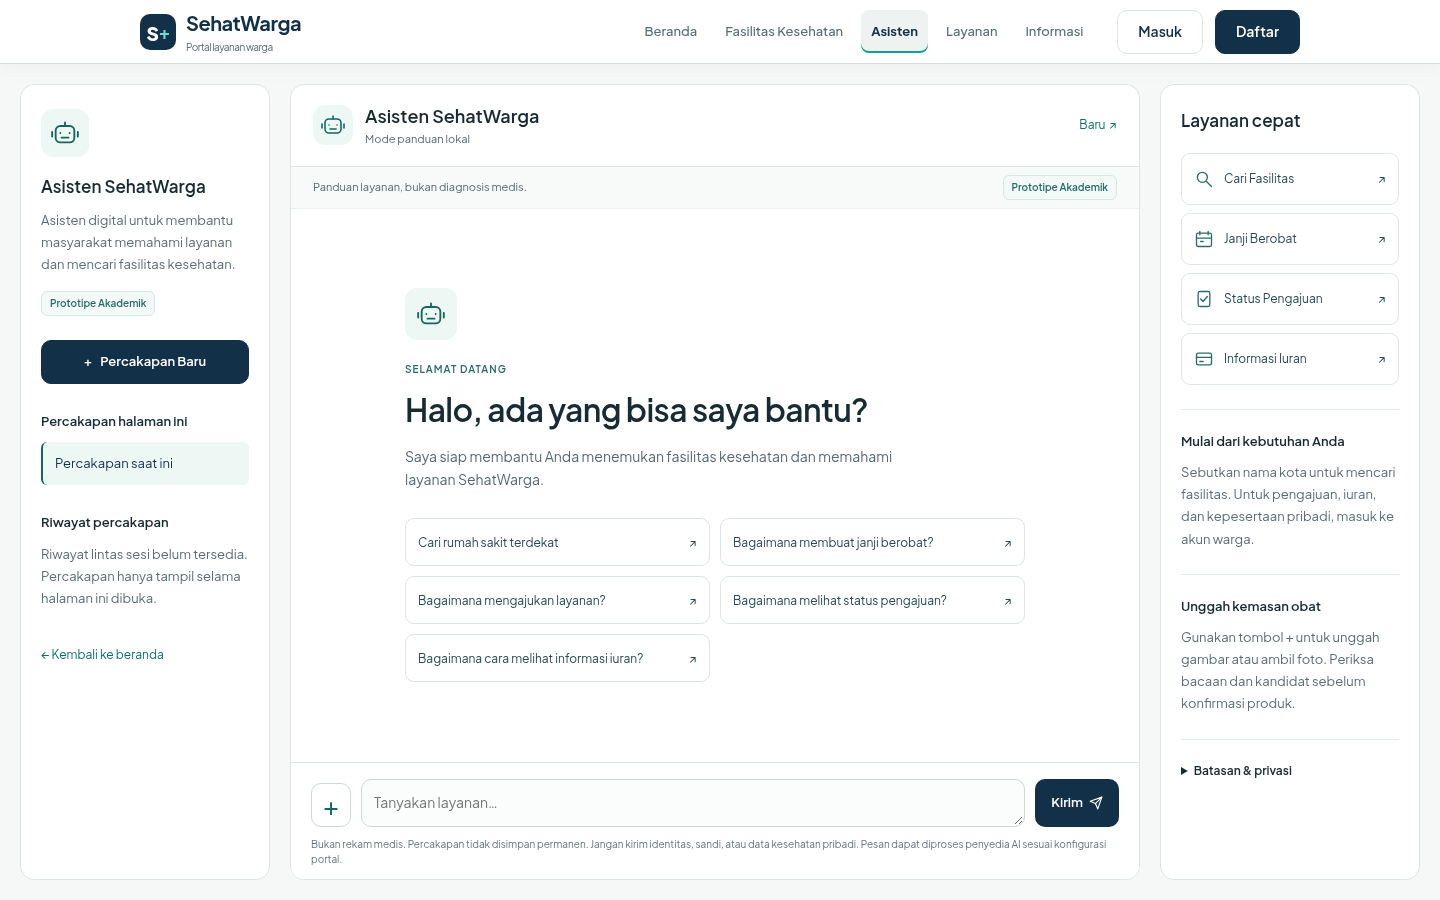 S+ SehatWarga
Portal layanan warga
Beranda
Fasilitas Kesehatan
Asisten
Layanan
Informasi
Masuk
Daftar
Asisten SehatWarga
Asisten digital untuk membantu
masyarakat memahami layanan
dan mencari fasilitas kesehatan.
Prototipe Akademik
+ Percakapan Baru
Percakapan halaman ini
Percakapan saat ini
Riwayat percakapan
Riwayat lintas sesi belum tersedia.
Percakapan hanya tampil selama
halaman ini dibuka.
← Kembali ke beranda
Asisten SehatWarga
Mode panduan lokal
Baru ↗
Panduan layanan, bukan diagnosis medis.
Prototipe Akademik
SELAMAT DATANG
Halo, ada yang bisa saya bantu?
Saya siap membantu Anda menemukan fasilitas kesehatan dan memahami
layanan SehatWarga.
Cari rumah sakit terdekat ↗
Bagaimana membuat janji berobat? ↗
Bagaimana mengajukan layanan? ↗
Bagaimana melihat status pengajuan? ↗
Bagaimana cara melihat informasi iuran? ↗
+
Tanyakan layanan...
Kirim
Bukan rekam medis. Percakapan tidak disimpan permanen. Jangan kirim identitas, sandi, atau data kesehatan pribadi. Pesan dapat diproses penyedia AI sesuai konfigurasi
portal.
Layanan cepat
Cari Fasilitas ↗
Janji Berobat ↗
Status Pengajuan ↗
Informasi Iuran ↗
Mulai dari kebutuhan Anda
Sebutkan nama kota untuk mencari
fasilitas. Untuk pengajuan, iuran,
dan kepesertaan pribadi, masuk ke
akun warga.
Unggah kemasan obat
Gunakan tombol + untuk unggah
gambar atau ambil foto. Periksa
bacaan dan kandidat sebelum
konfirmasi produk.
▶ Batasan & privasi